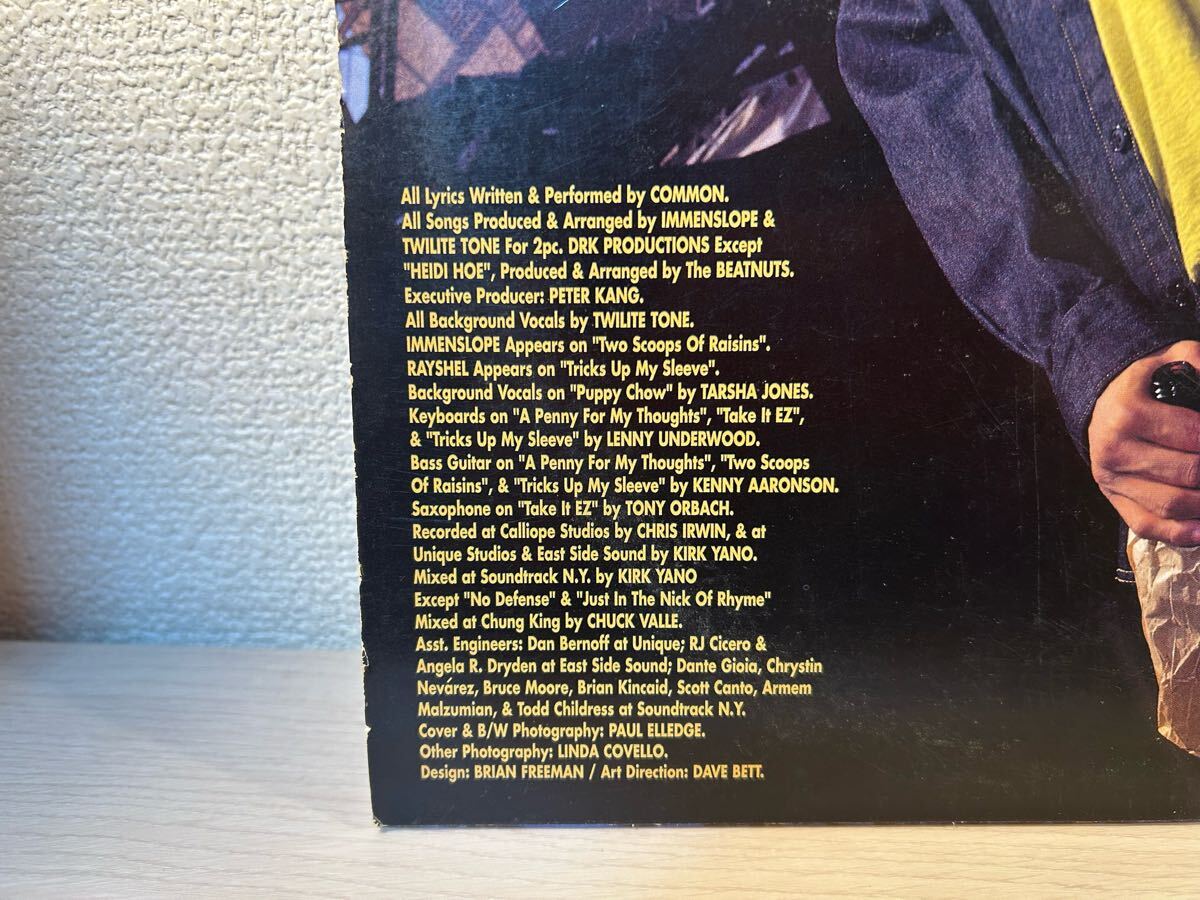 All Lyrics Written & Performed by COMMON.
All Songs Produced & Arranged by IMMENSLOPE &
TWILITE TONE For 2pc. DRK PRODUCTIONS Except
"HEIDI HOE", Produced & Arranged by The BEATNUTS.
Executive Producer: PETER KANG.
All Background Vocals by TWILITE TONE.
IMMENSLOPE Appears on "Two Scoops Of Raisins".
RAYSHEL Appears on "Tricks Up My Sleeve".
Background Vocals on "Puppy Chow" by TARSHA JONES.
Keyboards on "A Penny For My Thoughts", "Take It EZ",
& "Tricks Up My Sleeve" by LENNY UNDERWOOD.
Bass Guitar on "A Penny For My Thoughts", "Two Scoops
Of Raisins", & "Tricks Up My Sleeve" by KENNY AARONSON.
Saxophone on "Take It EZ" by TONY ORBACH.
Recorded at Calliope Studios by CHRIS IRWIN, & at
Unique Studios & East Side Sound by KIRK YANO.
Mixed at Soundtrack N.Y. by KIRK YANO
Except "No Defense" & "Just In The Nick Of Rhyme"
Mixed at Chung King by CHUCK VALLE.
Asst. Engineers: Dan Bernoff at Unique; RJ Cicero &
Angela R. Dryden at East Side Sound; Dante Gioia, Chrystin
Nevárez, Bruce Moore, Brian Kincaid, Scott Canto, Armem
Malzumian, & Todd Childress at Soundtrack N.Y.
Cover & B/W Photography: PAUL ELLEDGE.
Other Photography: LINDA COVELLO.
Design: BRIAN FREEMAN / Art Direction: DAVE BETT.